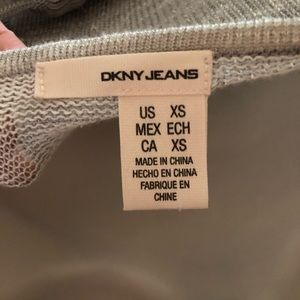 DKNY JEANS
US XS
MEX ECH
CA XS
MADE IN CHINA
HECHO EN CHINA
FABRIQUE EN
CHINE